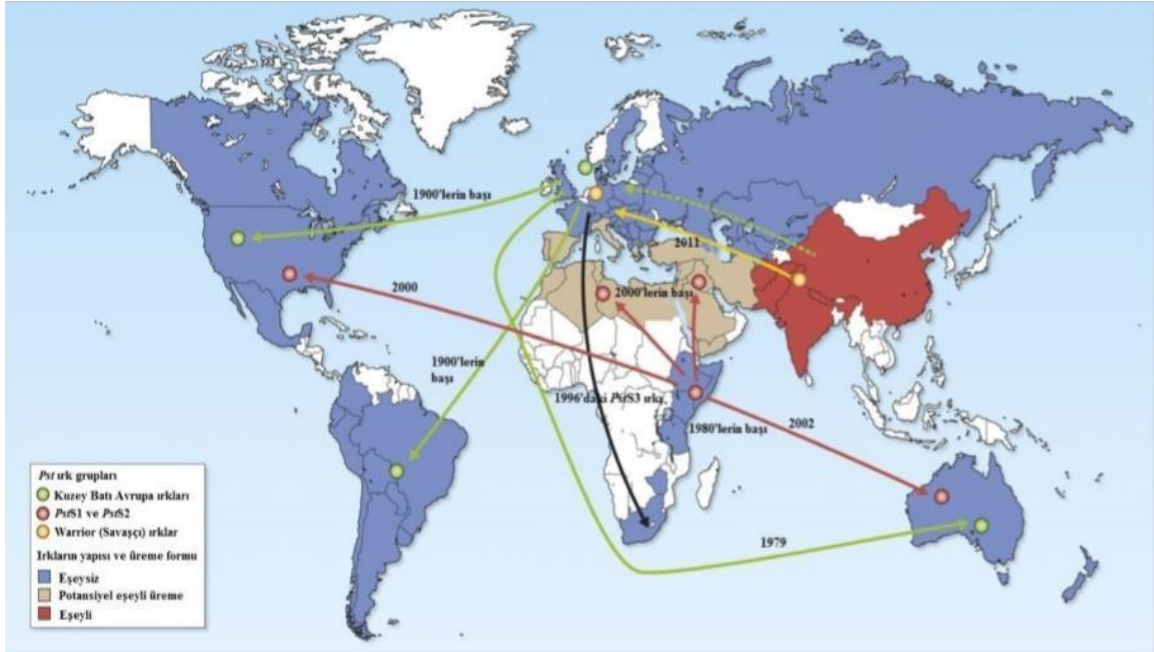 1900'lerin başı
2011
2000
2000'lerin başı
1900'lerin
başı
1996'daki PstS3 ırkı
1980'lerin başı
2002
1979
Pst ırk grupları
Kuzey Batı Avrupa ırkları
PstS1 ve PstS2
Warrior (Savaşçı) ırklar
Irkların yapısı ve üreme formu
Eşeysiz
Potansiyel eşeyli üreme
Eşeyli